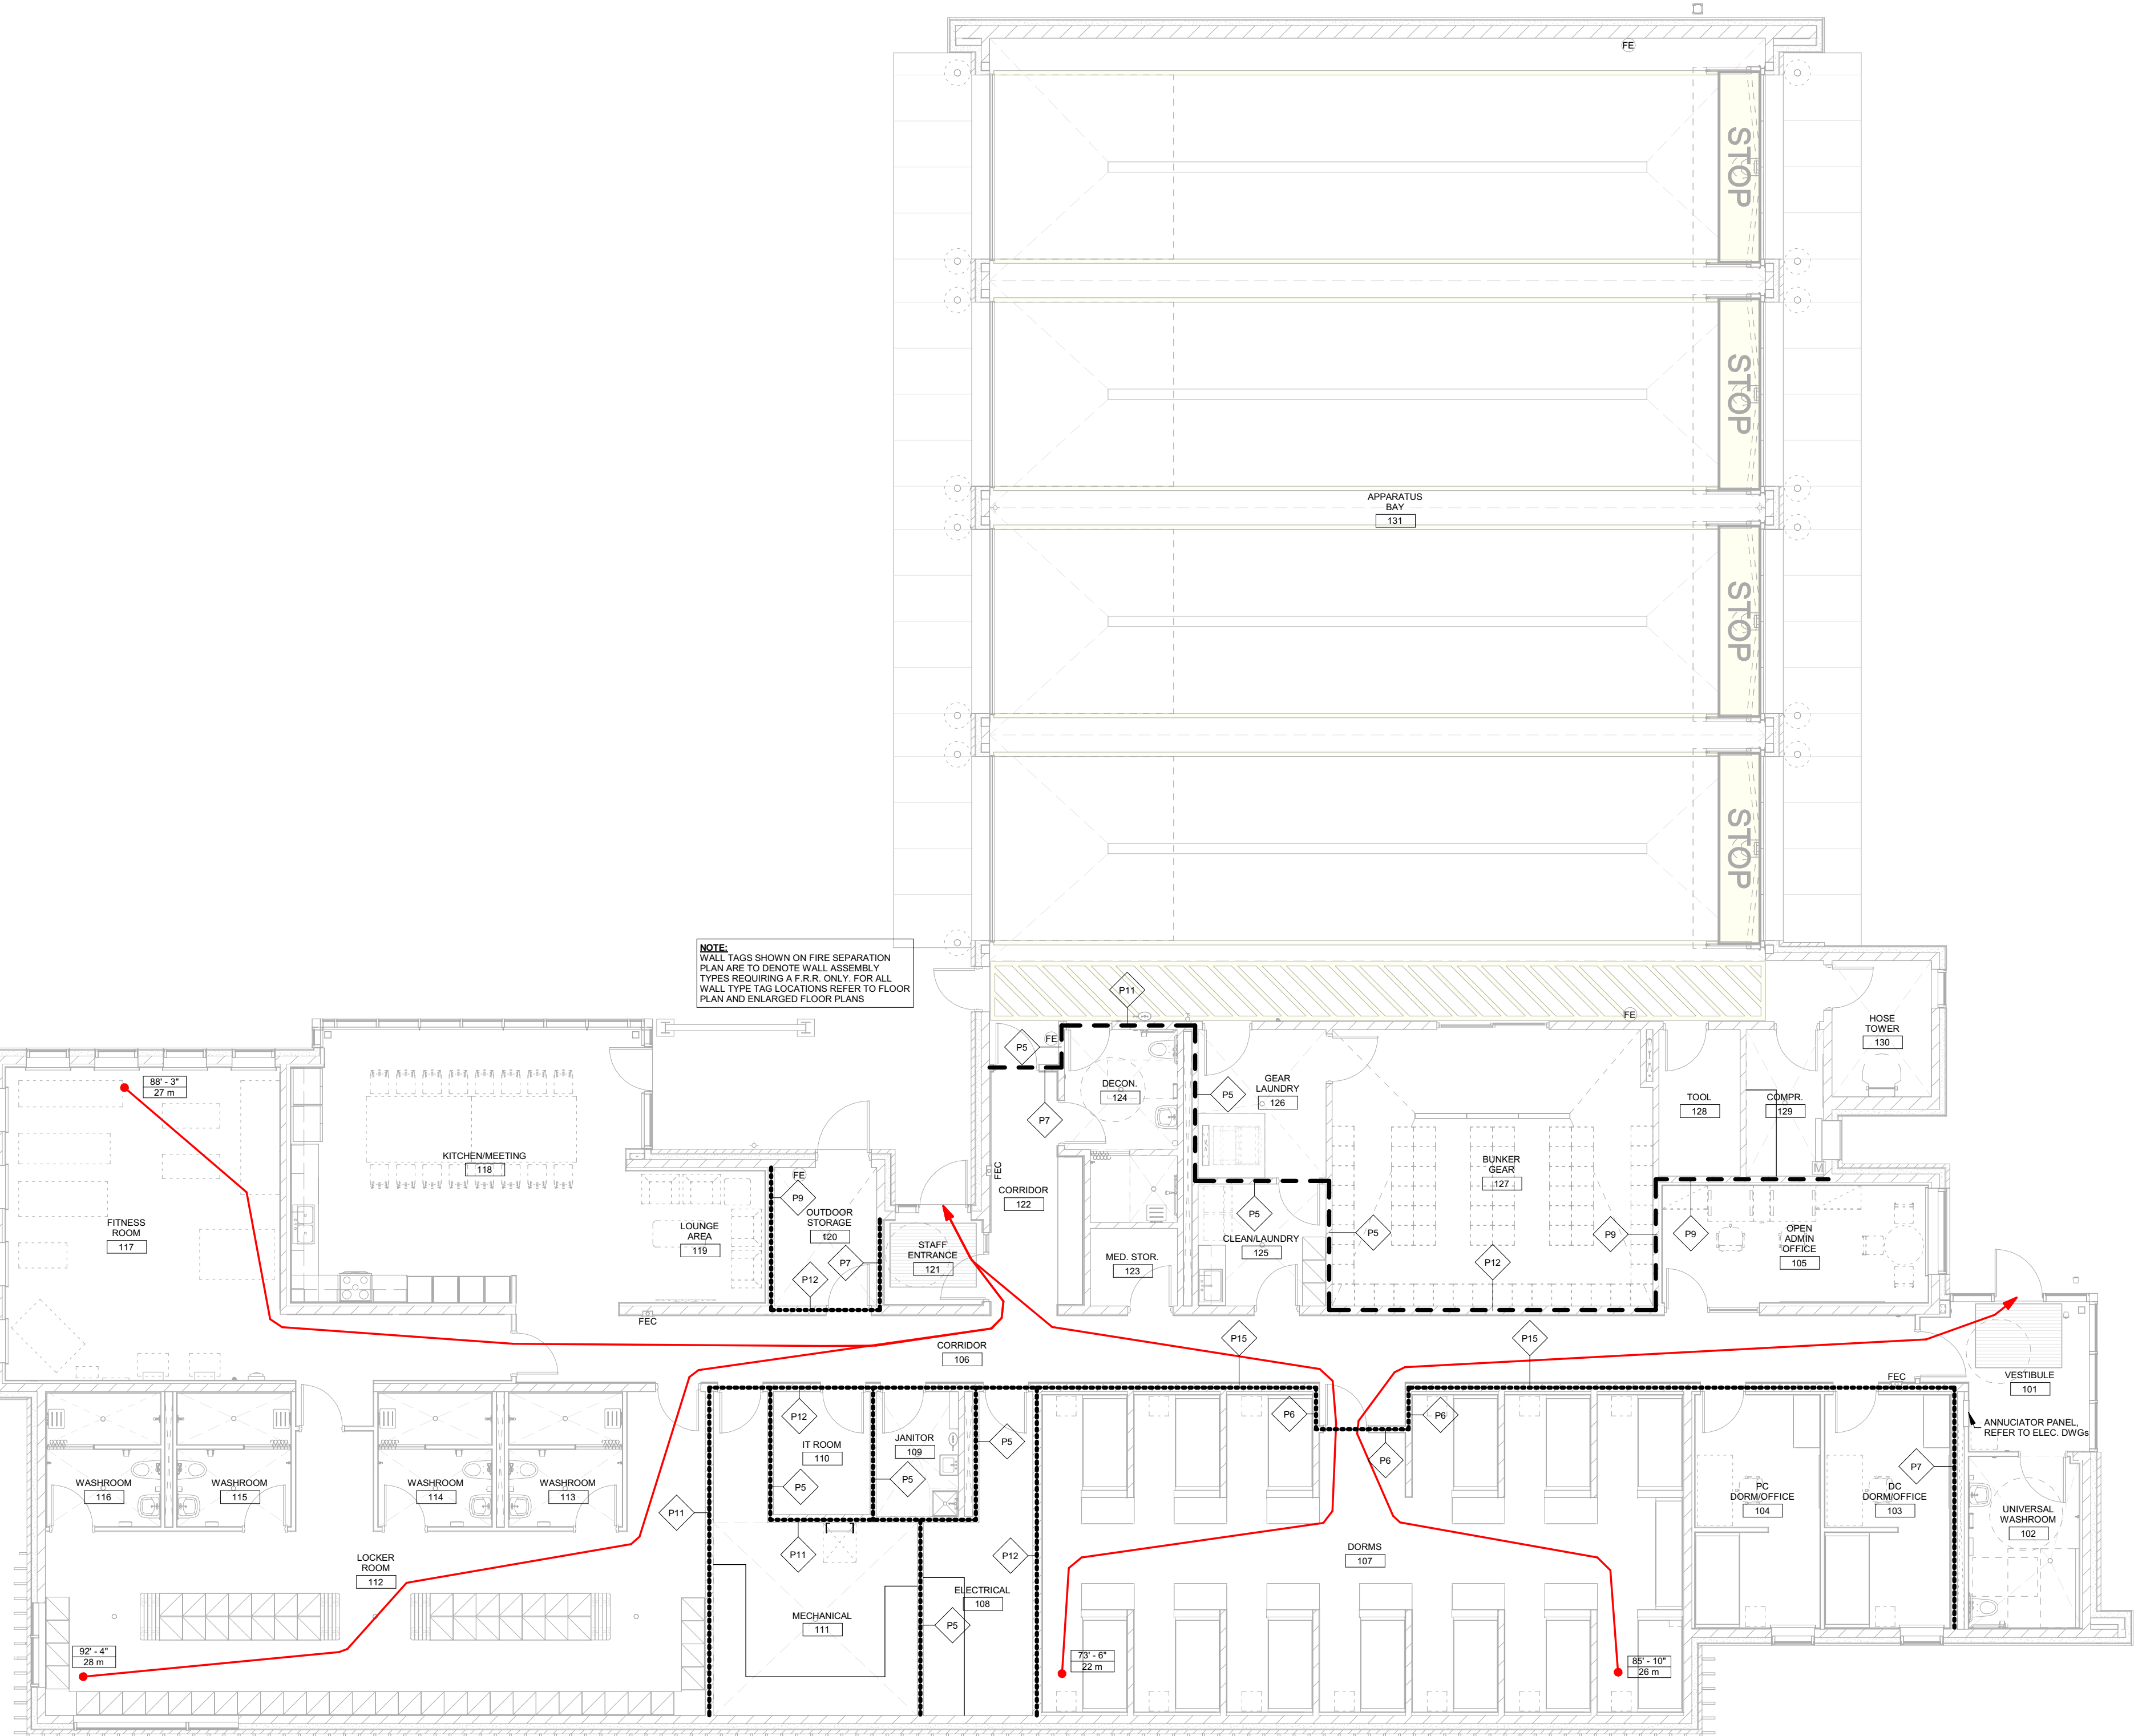 FE
STOP
STOP
APPARATUS
BAY
131
STOP
STOP
NOTE:
WALL TAGS SHOWN ON FIRE SEPARATION
PLAN ARE TO DENOTE WALL ASSEMBLY
TYPES REQUIRING A F.R.R. ONLY. FOR ALL
WALL TYPE TAG LOCATIONS REFER TO FLOOR
PLAN AND ENLARGED FLOOR PLANS
P11
FE
HOSE
TOWER
130
FE
P5
88' - 3"
27 m
DECON.
124
GEAR
LAUNDRY
126
P5
TOOL
128
COMPR.
129
P7
KITCHEN/MEETING
118
BUNKER
GEAR
127
FE
P9
FEC
CORRIDOR
122
M
FITNESS
ROOM
117
LOUNGE
AREA
119
OUTDOOR
STORAGE
120
P5
CLEAN/LAUNDRY
125
P5
P9
P9
OPEN
ADMIN
OFFICE
105
STAFF
ENTRANCE
121
P7
P12
MED. STOR.
123
P12
FEC
CORRIDOR
106
P15
P15
FEC
VESTIBULE
101
P12
P6
P6
ANNUCIATOR PANEL,
REFER TO ELEC. DWGs
IT ROOM
110
JANITOR
109
P5
P6
P7
WASHROOM
116
WASHROOM
115
WASHROOM
114
WASHROOM
113
P5
P5
PC
DORM/OFFICE
104
DC
DORM/OFFICE
103
P11
UNIVERSAL
WASHROOM
102
LOCKER
ROOM
112
P11
P12
DORMS
107
ELECTRICAL
108
MECHANICAL
111
P5
92' - 4"
28 m
73' - 6"
22 m
85' - 10"
26 m